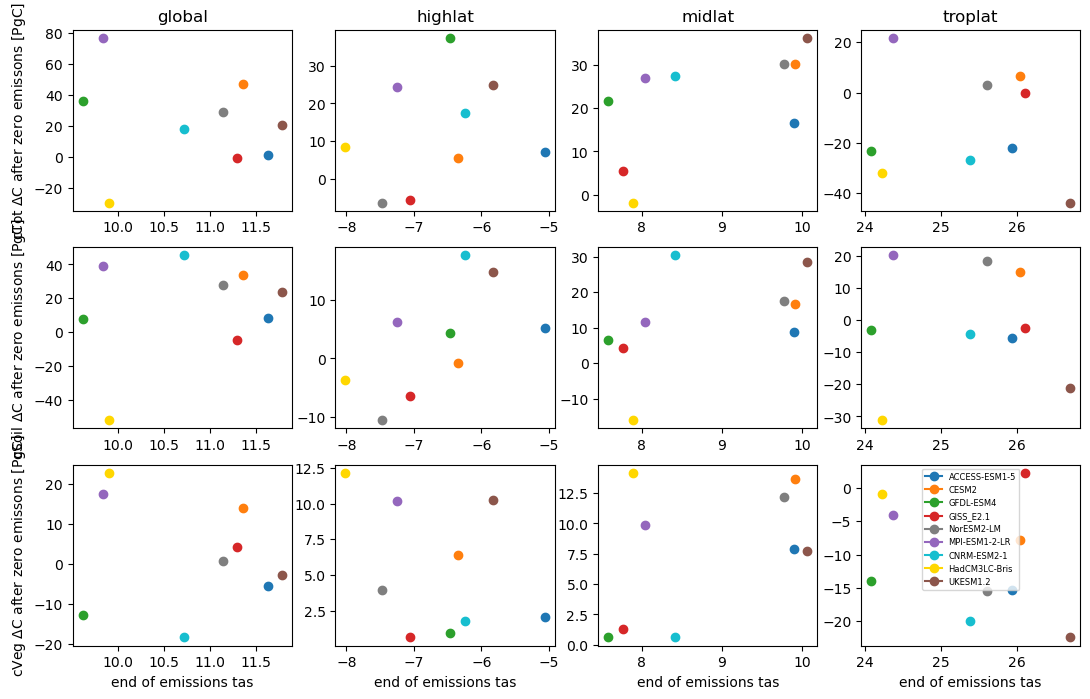 global
highlat
midlat
troplat
cTot ΔC after zero emissons [PgC]
80
60
40
20
0
−20
10.0 10.5 11.0 11.5
30
20
10
0
−8 −7 −6 −5
30
20
10
0
8 9 10
20
0
−20
−40
24 25 26
cSoil ΔC after zero emissons [PgC]
40
20
0
−20
−40
10.0 10.5 11.0 11.5
10
0
−10
−8 −7 −6 −5
30
20
10
0
−10
8 9 10
20
10
0
−10
−20
−30
24 25 26
cVeg ΔC after zero emissons [PgC]
20
10
0
−10
−20
10.0 10.5 11.0 11.5
end of emissions tas
12.5
10.0
7.5
5.0
2.5
−8 −7 −6 −5
end of emissions tas
12.5
10.0
7.5
5.0
2.5
0.0
8 9 10
end of emissions tas
0
−5
−10
−15
−20
24 25 26
end of emissions tas
ACCESS-ESM1-5
CESM2
GFDL-ESM4
GISS_E2.1
NorESM2-LM
MPI-ESM1-2-LR
CNRM-ESM2-1
HadCM3LC-Bris
UKESM1.2